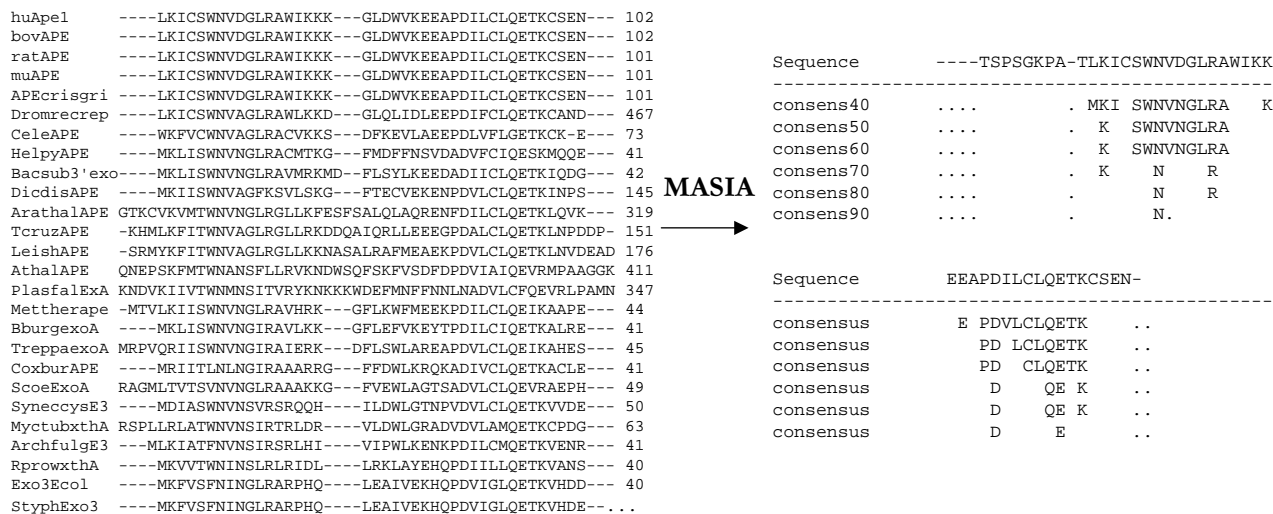 huApe1 ----LKICSWNVDGLRAWIKKK---GLDWVKEEAPDILCLQETKCSEN--- 102
bovAPE ----LKICSWNVDGLRAWIKKK---GLDWVKEEAPDILCLQETKCSEN--- 102
ratAPE ----LKICSWNVDGLRAWIKKK---GLDWVKEEAPDILCLQETKCSEN--- 101
muAPE ----LKICSWNVDGLRAWIKKK---GLDWVKEEAPDILCLQETKCSEN--- 101
APEcrisgri ----LKICSWNVDGLRAWIKKK---GLDWVKEEAPDILCLQETKCSEN--- 101
Dromrecrep ----LKICSWNVAGLRAWLKKD---GLQLIDLEEPDIFCLQETKCAND--- 467
CeleAPE ----WKFVCWNVAGLRACVKKS---DFKEVLAEEPDLVFLGETKCK-E--- 73
HelpyAPE ----MKLISWNVNGLRACMTKG---FMDFFNSVDADVFCIQESKMQQE--- 41
Bacsub3'exo----MKLISWNVNGLRAVMRKMD--FLSYLKEEDADIICLQETKIQDG--- 42
DicdisAPE ----MKIISWNVAGFKSVLSKG---FTECVEKENPDVLCLQETKINPS--- 145
ArathalAPE GTKCVKVMTWNVNGLRGLLKFESFSALQLAQRENFDILCLQETKLQVK--- 319
TcruzAPE -KHMLKFITWNVAGLRGLLRKDDQAIQRLLEEEGPDALCLQETKLNPDDP- 151
LeishAPE -SRMYKFITWNVAGLRGLLKKNASALRAFMEAEKPDVLCLQETKLNVDEAD 176
AthalAPE QNEPSKFMTWNANSFLLRVKNDWSQFSKFVSDFDPDVIAIQEVRMPAAGGK 411
PlasfalExA KNDVKIIVTWNMNSITVRYKNKKKWDEFMNFFNNLNADVLCFQEVRLPAMN 347
Mettherape -MTVLKIISWNVNGLRAVHRK---GFLKWFMEEKPDILCLQEIKAAPE--- 44
BburgexoA ----MKLISWNVNGIRAVLKK---GFLEFVKEYTPDILCIQETKALRE--- 41
TreppaexoA MRPVQRIISWNVNGIRAIERK---DFLSWLAREAPDVLCLQEIKAHES--- 45
CoxburAPE ----MRIITLNLNGIRAAARRG---FFDWLKRQKADIVCLQETKACLE--- 41
ScoeExoA RAGMLTVTSVNVNGLRAAAKKG---FVEWLAGTSADVLCLQEVRAEPH--- 49
SyneccysE3 ----MDIASWNVNSVRSRQQH----ILDWLGTNPVDVLCLQETKVVDE--- 50
MyctubxthA RSPLLRLATWNVNSIRTRLDR----VLDWLGRADVDVLAMQETKCPDG--- 63
ArchfulgE3 ---MLKIATFNVNSIRSRLHI----VIPWLKENKPDILCMQETKVENR--- 41
RprowxthA ----MKVVTWNINSLRLRIDL----LRKLAYEHQPDIILLQETKVANS--- 40
Exo3Ecol ----MKFVSFNINGLRARPHQ----LEAIVEKHQPDVIGLQETKVHDD--- 40
StyphExo3 ----MKFVSFNINGLRARPHQ----LEAIVEKHQPDVIGLQETKVHDE--...
MASIA
Sequence ----TSPSGKPA-TLKICSWNVDGLRAWIKK
------------------------------------------------
consens40 .... . MKI SWNVNGLRA K
consens50 .... . K SWNVNGLRA
consens60 .... . K SWNVNGLRA
consens70 .... . K N R
consens80 .... . N R
consens90 .... . N.
Sequence EEAPDILCLQETKCSEN-
------------------------------------------------
consensus E PDVLCLQETK ..
consensus PD LCLQETK ..
consensus PD CLQETK ..
consensus D QE K ..
consensus D QE K ..
consensus D E ..